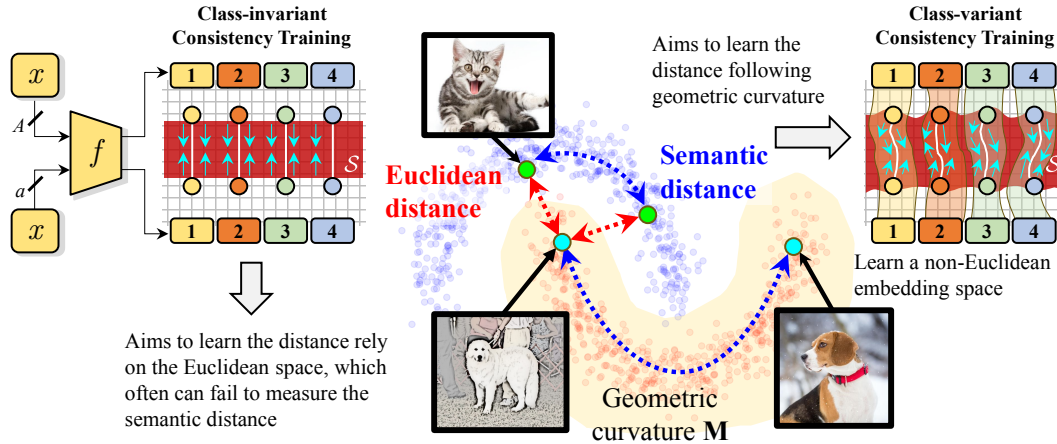 Class-invariant
Consistency Training
x
A
f
a
x
1 2 3 4
S
1 2 3 4
Aims to learn the distance rely
on the Euclidean space, which
often can fail to measure the
semantic distance
Euclidean
distance
Semantic
distance
Geometric
curvature M
Aims to learn the
distance following
geometric curvature
Class-variant
Consistency Training
1 2 3 4
S
1 2 3 4
Learn a non-Euclidean
embedding space